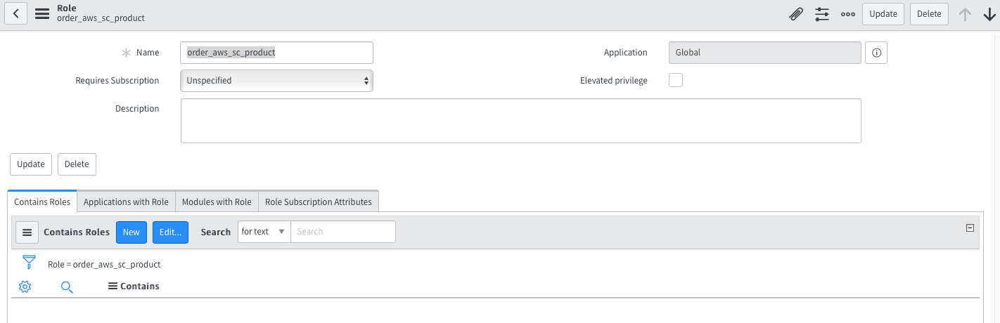 Role
order_aws_sc_product
Update
Delete
Name
order_aws_sc_product
Application
Global
Requires Subscription
Unspecified
Elevated privilege
Description
Update
Delete
Contains Roles
Applications with Role
Modules with Role
Role Subscription Attributes
Contains Roles
New
Edit...
Search
for text
Search
Role = order_aws_sc_product
Contains